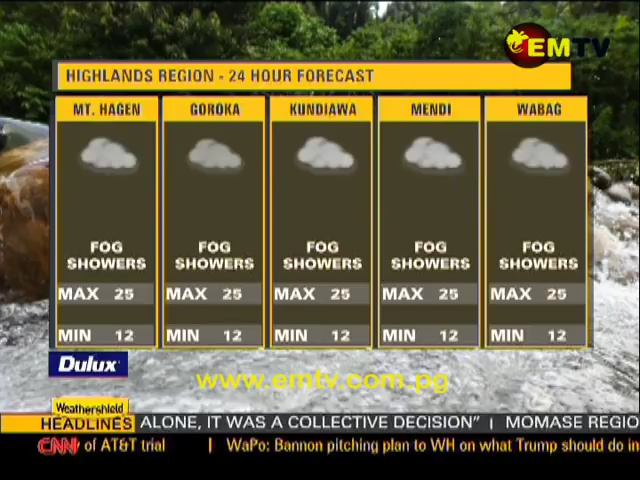 EMTV
HIGHLANDS REGION - 24 HOUR FORECAST
MT. HAGEN
FOG
SHOWERS
MAX 25
MIN 12
GOROKA
FOG
SHOWERS
MAX 25
MIN 12
KUNDIAWA
FOG
SHOWERS
MAX 25
MIN 12
MENDI
FOG
SHOWERS
MAX 25
MIN 12
WABAG
FOG
SHOWERS
MAX 25
MIN 12
Dulux
www.emtv.com.pg
Weathershield
HEADLINES ALONE, IT WAS A COLLECTIVE DECISION" | MOMASE REGIO
CNN of AT&T trial | WaPo: Bannon pitching plan to WH on what Trump should do in